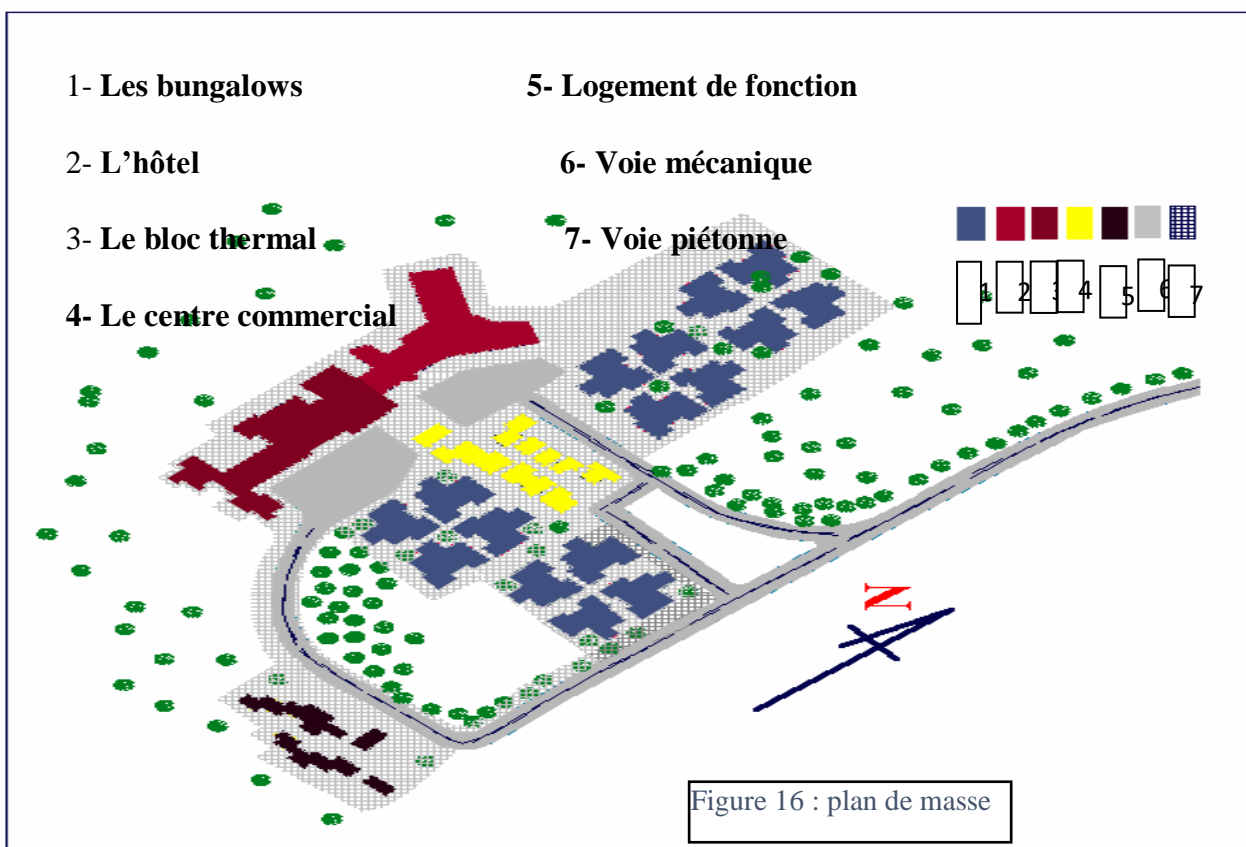 1- Les bungalows 5- Logement de fonction
2- L’hôtel 6- Voie mécanique
3- Le bloc thermal 7- Voie piétonne
4- Le centre commercial
1 2 3 4 5 6 7
N
Figure 16 : plan de masse